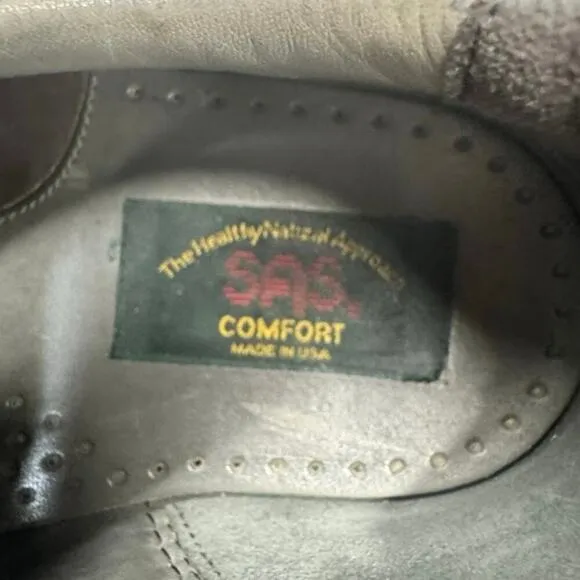 The Healthy Natural Approach
SAS.
COMFORT
MADE IN USA